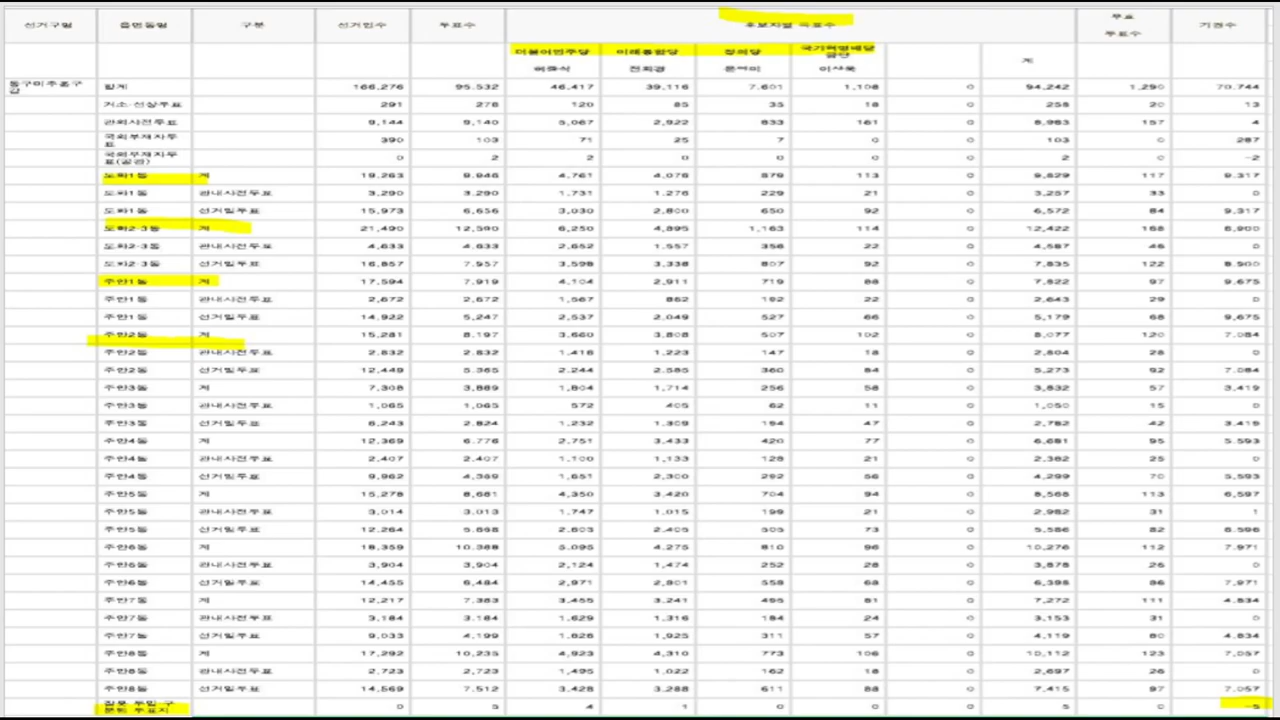 선거구명 읍면동명 구분 선거인수 투표수 후보자별 득표수 무효 투표수 기권수
더불어민주당 미래통합당 정의당 국가혁명배당금당
허종식 전희경 문영미 계
동구미추홀구갑 합계 166,276 95,532 46,417 39,116 7,601 1,108 0 94,242 1,290 70,744
거소·선상투표 291 278 120 85 35 18 0 258 20 13
관외사전투표 9,144 9,140 5,067 2,922 833 161 0 8,983 157 4
국외부재자투표 390 103 71 25 7 0 0 103 0 287
국외부재자투표(공관) 0 2 2 0 0 0 0 2 0 -2
도화1동 계 19,263 9,946 4,761 4,076 879 113 0 9,829 117 9,317
도화1동 관내사전투표 3,290 3,290 1,731 1,276 229 21 0 3,257 33 0
도화1동 선거일투표 15,973 6,656 3,030 2,800 650 92 0 6,572 84 9,317
도화2·3동 계 21,490 12,590 6,250 4,895 1,163 114 0 12,422 168 8,900
도화2·3동 관내사전투표 4,633 4,633 2,652 1,557 356 22 0 4,587 46 0
도화2·3동 선거일투표 16,857 7,957 3,598 3,338 807 92 0 7,835 122 8,900
주안1동 계 17,594 7,919 4,104 2,911 719 88 0 7,822 97 9,675
주안1동 관내사전투표 2,672 2,672 1,567 862 192 22 0 2,643 29 0
주안1동 선거일투표 14,922 5,247 2,537 2,049 527 66 0 5,179 68 9,675
주안2동 계 15,281 8,197 3,660 3,808 507 102 0 8,077 120 7,084
주안2동 관내사전투표 2,832 2,832 1,416 1,223 147 18 0 2,804 28 0
주안2동 선거일투표 12,449 5,365 2,244 2,585 360 84 0 5,273 92 7,084
주안3동 계 7,308 3,889 1,804 1,714 256 58 0 3,832 57 3,419
주안3동 관내사전투표 1,065 1,065 572 405 62 11 0 1,050 15 0
주안3동 선거일투표 6,243 2,824 1,232 1,309 194 47 0 2,782 42 3,419
주안4동 계 12,369 6,776 2,751 3,433 420 77 0 6,681 95 5,593
주안4동 관내사전투표 2,407 2,407 1,100 1,133 128 21 0 2,382 25 0
주안4동 선거일투표 9,962 4,369 1,651 2,300 292 56 0 4,299 70 5,593
주안5동 계 15,278 8,681 4,350 3,420 704 94 0 8,568 113 6,597
주안5동 관내사전투표 3,014 3,013 1,747 1,015 199 21 0 2,982 31 1
주안5동 선거일투표 12,264 5,668 2,603 2,405 505 73 0 5,586 82 6,596
주안6동 계 18,359 10,388 5,095 4,275 810 96 0 10,276 112 7,971
주안6동 관내사전투표 3,904 3,904 2,124 1,474 252 28 0 3,878 26 0
주안6동 선거일투표 14,455 6,484 2,971 2,801 558 68 0 6,398 86 7,971
주안7동 계 12,217 7,383 3,455 3,241 495 81 0 7,272 111 4,834
주안7동 관내사전투표 3,184 3,184 1,629 1,316 184 24 0 3,153 31 0
주안7동 선거일투표 9,033 4,199 1,826 1,925 311 57 0 4,119 80 4,834
주안8동 계 17,292 10,235 4,923 4,310 773 106 0 10,112 123 7,057
주안8동 관내사전투표 2,723 2,723 1,495 1,022 162 18 0 2,697 26 0
주안8동 선거일투표 14,569 7,512 3,428 3,288 611 88 0 7,415 97 7,057
잘못 투입·구분된 투표지 0 5 4 1 0 0 0 5 0 -5